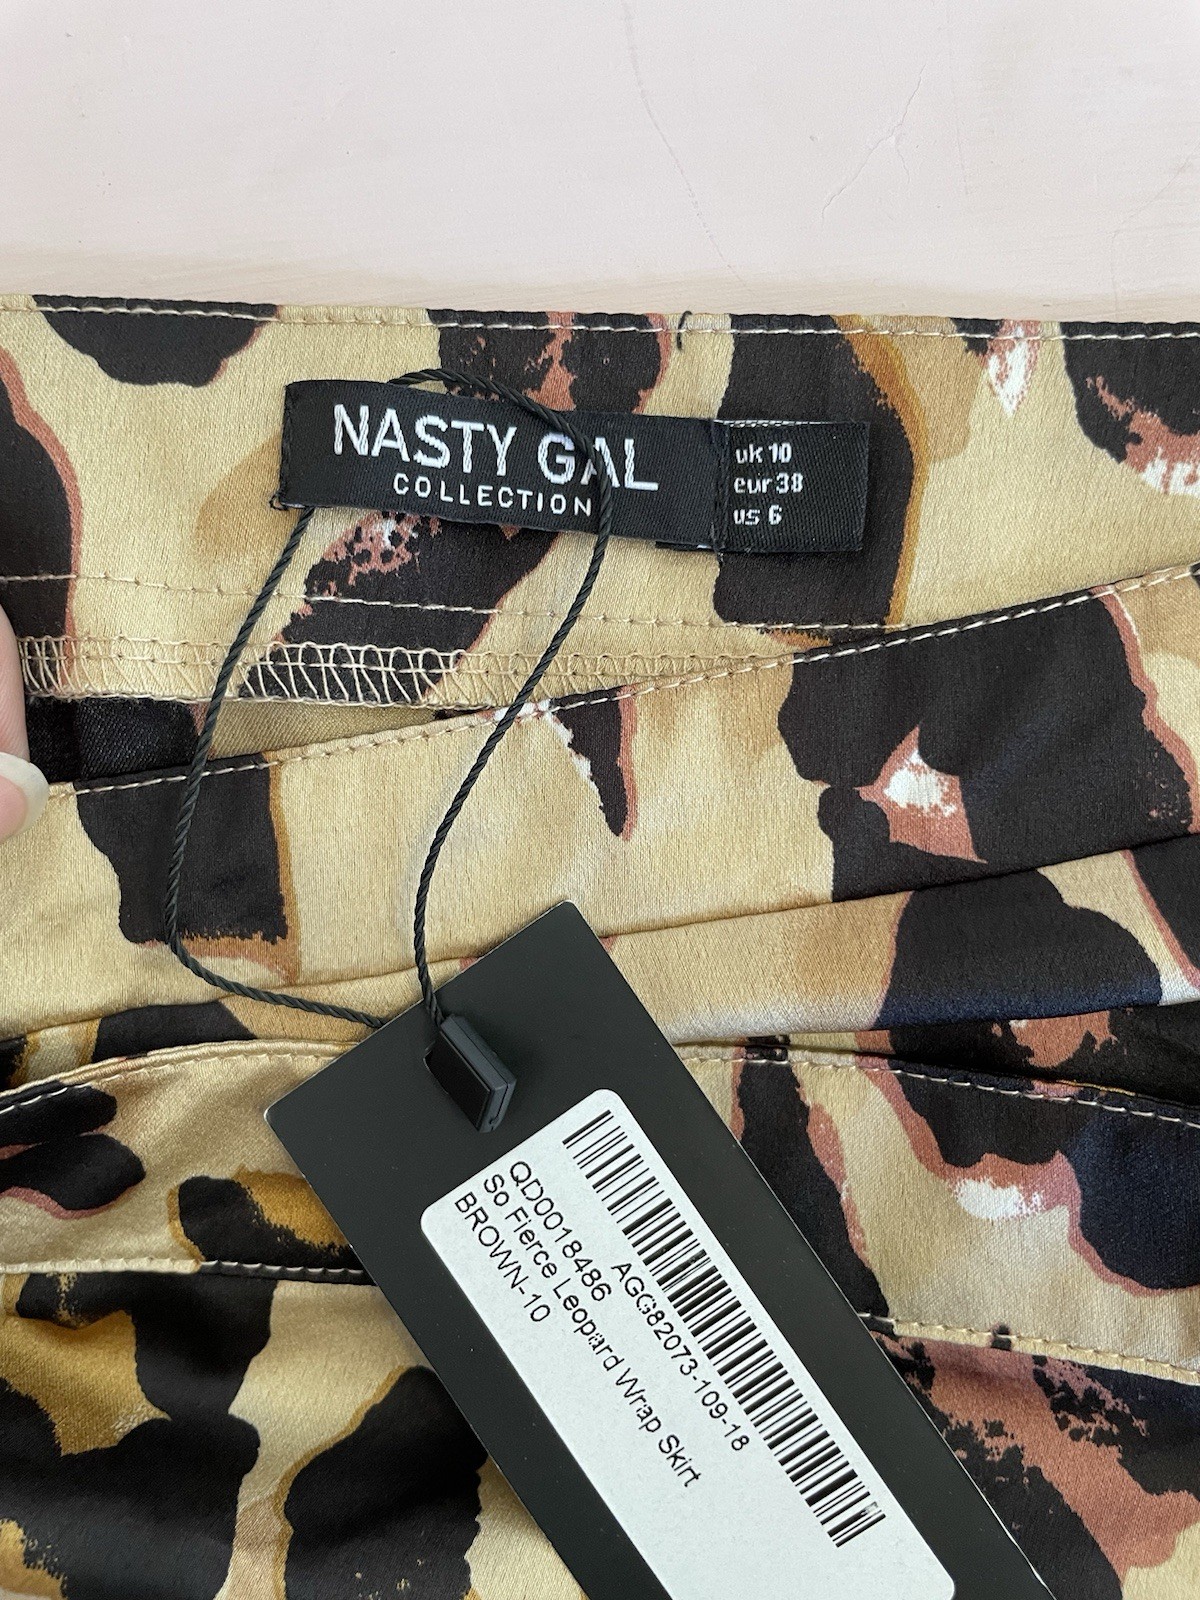 NASTY GAL
COLLECTION
uk 10
eur 38
us 6
AGG82073-109-18
QD0018486
So Fierce Leopard Wrap Skirt
BROWN-10